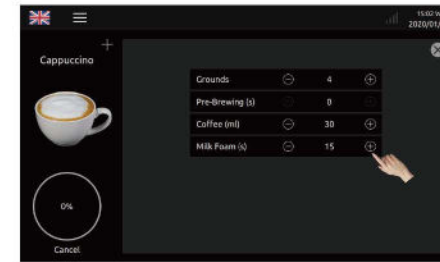 15:02 W
2020/01/
Cappuccino
Grounds 4
Pre-Brewing (s) 0
Coffee (ml) 30
Milk Foam (s) 15
0%
Cancel